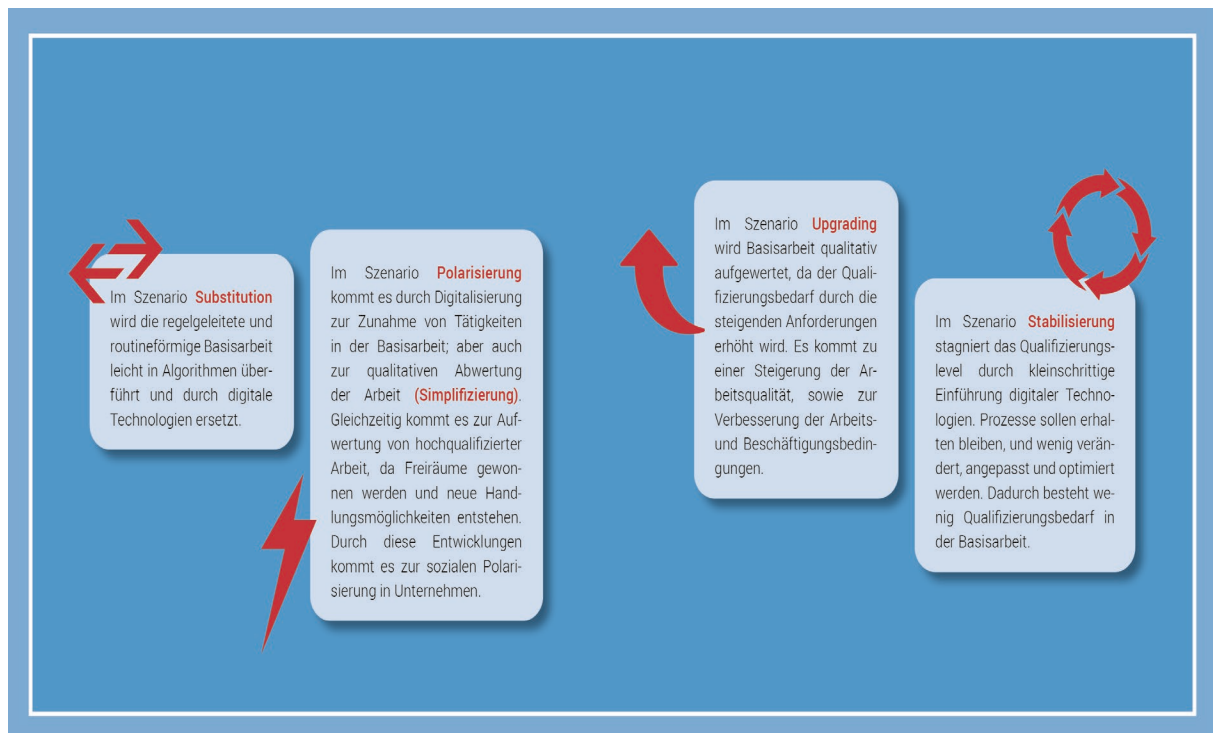 Im Szenario Substitution
wird die regelgeleitete und
routineförmige Basisarbeit
leicht in Algorithmen über-
führt und durch digitale
Technologien ersetzt.
Im Szenario Polarisierung
kommt es durch Digitalisierung
zur Zunahme von Tätigkeiten
in der Basisarbeit; aber auch
zur qualitativen Abwertung
der Arbeit (Simplifizierung).
Gleichzeitig kommt es zur Auf-
wertung von hochqualifizierter
Arbeit, da Freiräume gewon-
nen werden und neue Hand-
lungsmöglichkeiten entstehen.
Durch diese Entwicklungen
kommt es zur sozialen Polari-
sierung in Unternehmen.
Im Szenario Upgrading
wird Basisarbeit qualitativ
aufgewertet, da der Quali-
fizierungsbedarf durch die
steigenden Anforderungen
erhöht wird. Es kommt zu
einer Steigerung der Ar-
beitsqualität, sowie zur
Verbesserung der Arbeits-
und Beschäftigungsbedin-
gungen.
Im Szenario Stabilisierung
stagniert das Qualifizierungs-
level durch kleinschrittige
Einführung digitaler Techno-
logien. Prozesse sollen erhal-
ten bleiben, und wenig verän-
dert, angepasst und optimiert
werden. Dadurch besteht we-
nig Qualifizierungsbedarf in
der Basisarbeit.